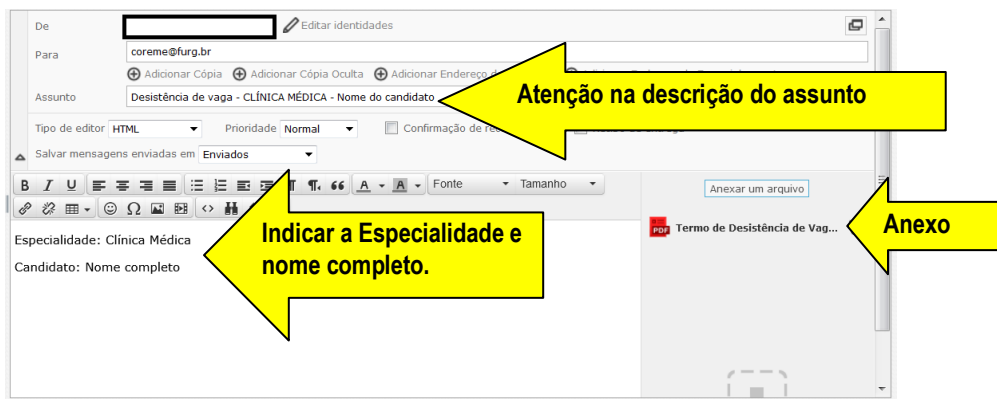 De
Editar identidades
Para
coreme@furg.br
Adicionar Cópia Adicionar Cópia Oculta Adicionar Endereço
Assunto
Desistência de vaga - CLÍNICA MÉDICA - Nome do candidato
Atenção na descrição do assunto
Tipo de editor HTML Prioridade Normal Confirmação de
Salvar mensagens enviadas em Enviados
B I U A A Fonte Tamanho
Anexar um arquivo
Especialidade: Clínica Médica
Candidato: Nome completo
Indicar a Especialidade e
nome completo.
PDF Termo de Desistência de Vag...
Anexo